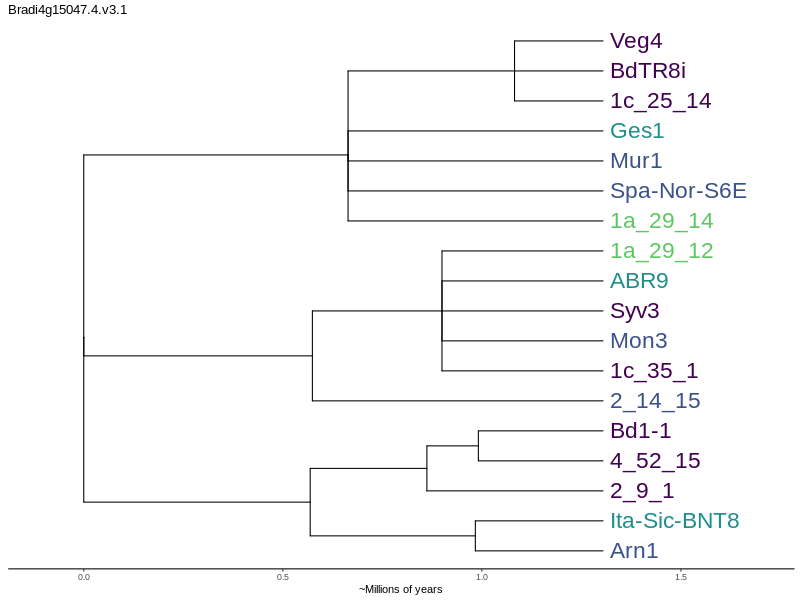 Bradi4g15047.4.v3.1
Veg4
BdTR8i
1c_25_14
Ges1
Mur1
Spa-Nor-S6E
1a_29_14
1a_29_12
ABR9
Syv3
Mon3
1c_35_1
2_14_15
Bd1-1
4_52_15
2_9_1
Ita-Sic-BNT8
Arn1
0.0 0.5 1.0 1.5
~Millions of years